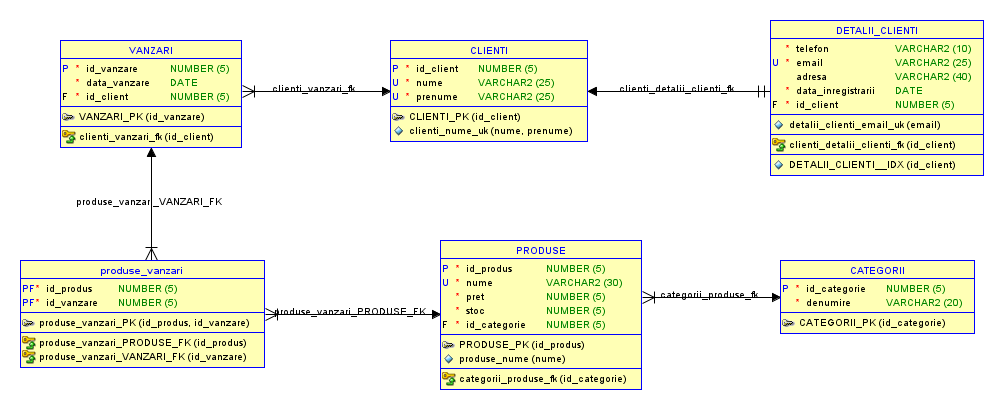 VANZARI
P * id_vanzare NUMBER (5)
* data_vanzare DATE
F * id_client NUMBER (5)
VANZARI_PK (id_vanzare)
clienti_vanzari_fk (id_client)
clienti_vanzari_fk
CLIENTI
P * id_client NUMBER (5)
U * nume VARCHAR2 (25)
U * prenume VARCHAR2 (25)
CLIENTI_PK (id_client)
clienti_nume_uk (nume, prenume)
clienti_detalii_clienti_fk
DETALII_CLIENTI
* telefon VARCHAR2 (10)
U * email VARCHAR2 (25)
adresa VARCHAR2 (40)
* data_inregistrarii DATE
F * id_client NUMBER (5)
detalii_clienti_email_uk (email)
clienti_detalii_clienti_fk (id_client)
DETALII_CLIENTI__IDX (id_client)
produse_vanzari_VANZARI_FK
produse_vanzari
PF * id_produs NUMBER (5)
PF * id_vanzare NUMBER (5)
produse_vanzari_PK (id_produs, id_vanzare)
produse_vanzari_PRODUSE_FK (id_produs)
produse_vanzari_VANZARI_FK (id_vanzare)
produse_vanzari_PRODUSE_FK
PRODUSE
P * id_produs NUMBER (5)
U * nume VARCHAR2 (30)
* pret NUMBER (5)
* stoc NUMBER (5)
F * id_categorie NUMBER (5)
PRODUSE_PK (id_produs)
produse_nume (nume)
categorii_produse_fk (id_categorie)
categorii_produse_fk
CATEGORII
P * id_categorie NUMBER (5)
* denumire VARCHAR2 (20)
CATEGORII_PK (id_categorie)